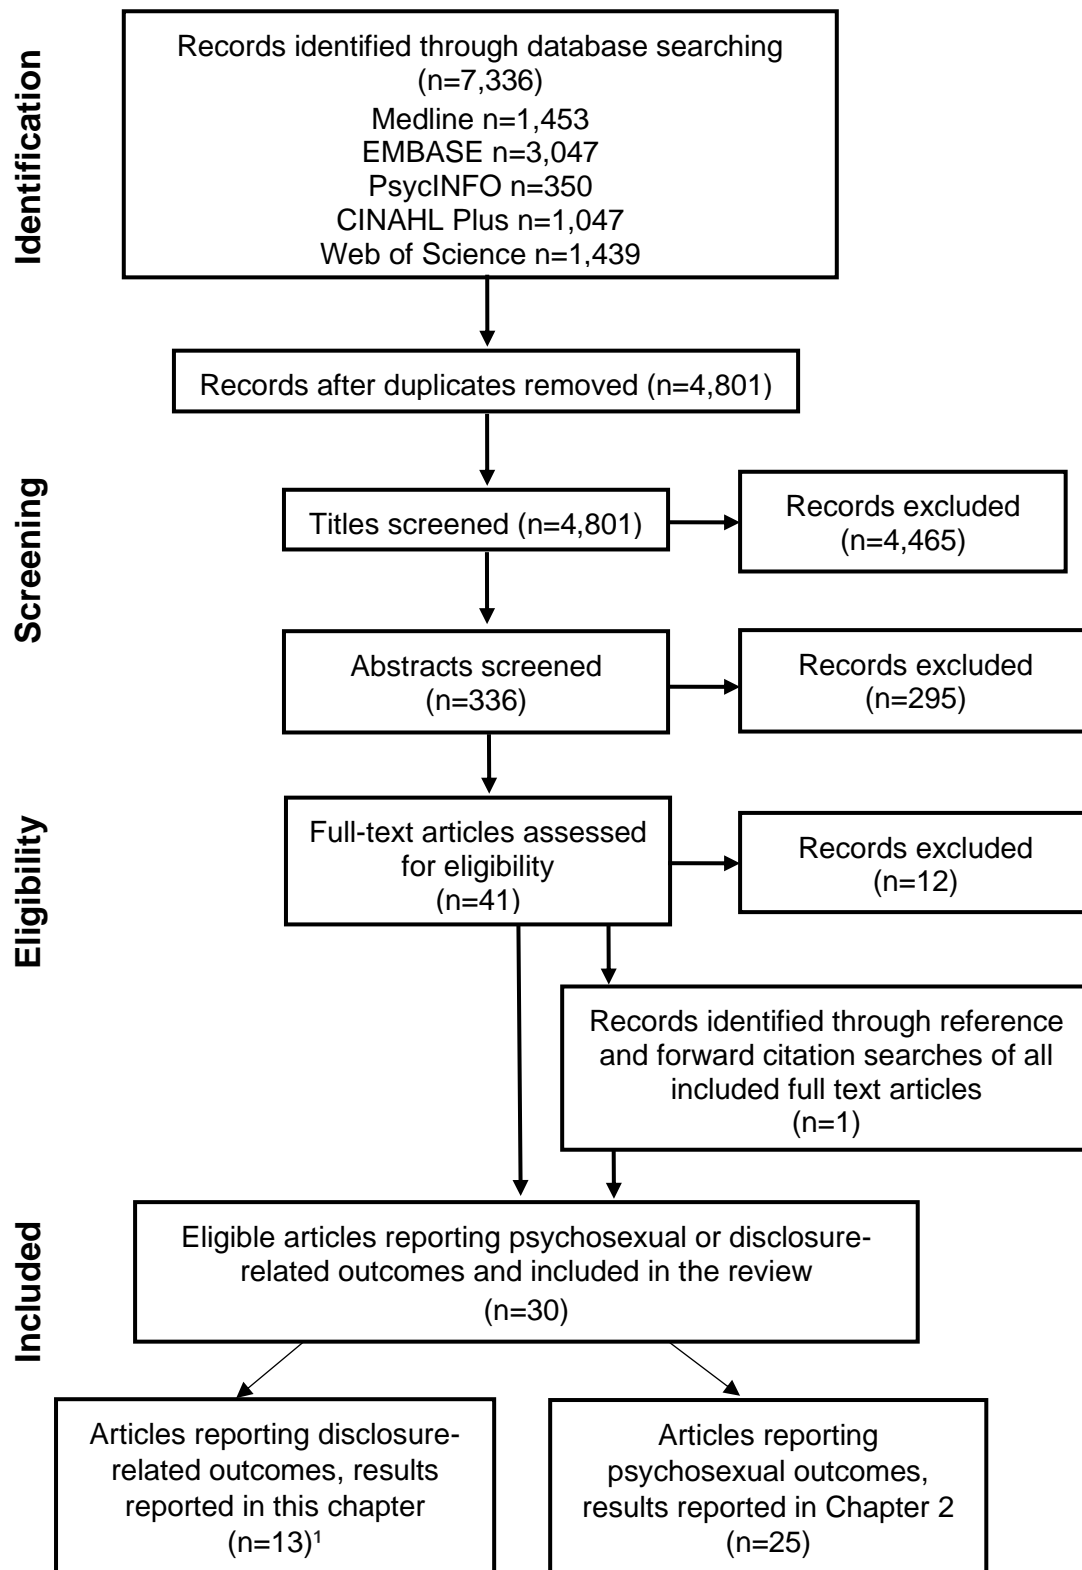 Identification
Records identified through database searching
(n=7,336)
Medline n=1,453
EMBASE n=3,047
PsycINFO n=350
CINAHL Plus n=1,047
Web of Science n=1,439
Records after duplicates removed (n=4,801)
Screening
Titles screened (n=4,801)
Records excluded
(n=4,465)
Abstracts screened
(n=336)
Records excluded
(n=295)
Eligibility
Full-text articles assessed
for eligibility
(n=41)
Records excluded
(n=12)
Records identified through reference
and forward citation searches of all
included full text articles
(n=1)
Included
Eligible articles reporting psychosexual or disclosure-
related outcomes and included in the review
(n=30)
Articles reporting disclosure-
related outcomes, results
reported in this chapter
(n=13)¹
Articles reporting
psychosexual outcomes,
results reported in Chapter 2
(n=25)